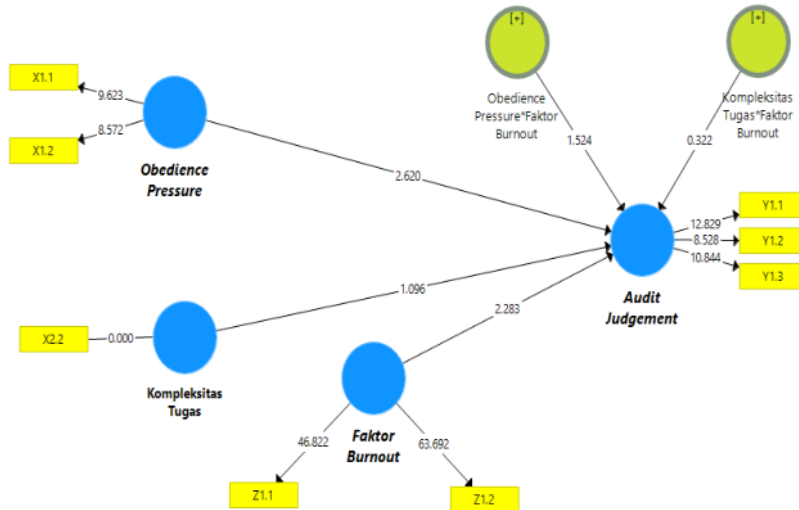 [+]
[+]
X1.1
9.623
8.572
X1.2
Obedience
Pressure
Obedience
Pressure*Faktor
Burnout
Kompleksitas
Tugas*Faktor
Burnout
1.524
0.322
2.620
Y1.1
12.829
8.528
Y1.2
10.844
Y1.3
Audit
Judgement
1.096
2.283
X2.2
0.000
Kompleksitas
Tugas
Faktor
Burnout
46.822
63.692
Z1.1
Z1.2